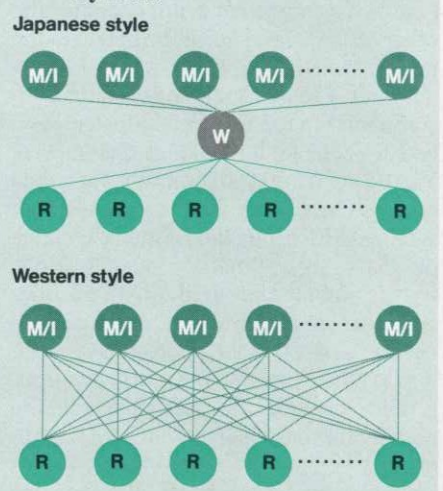 Japanese style
M/I M/I M/I M/I ........ M/I
W
R R R R ........ R
Western style
M/I M/I M/I M/I ........ M/I
R R R R ........ R